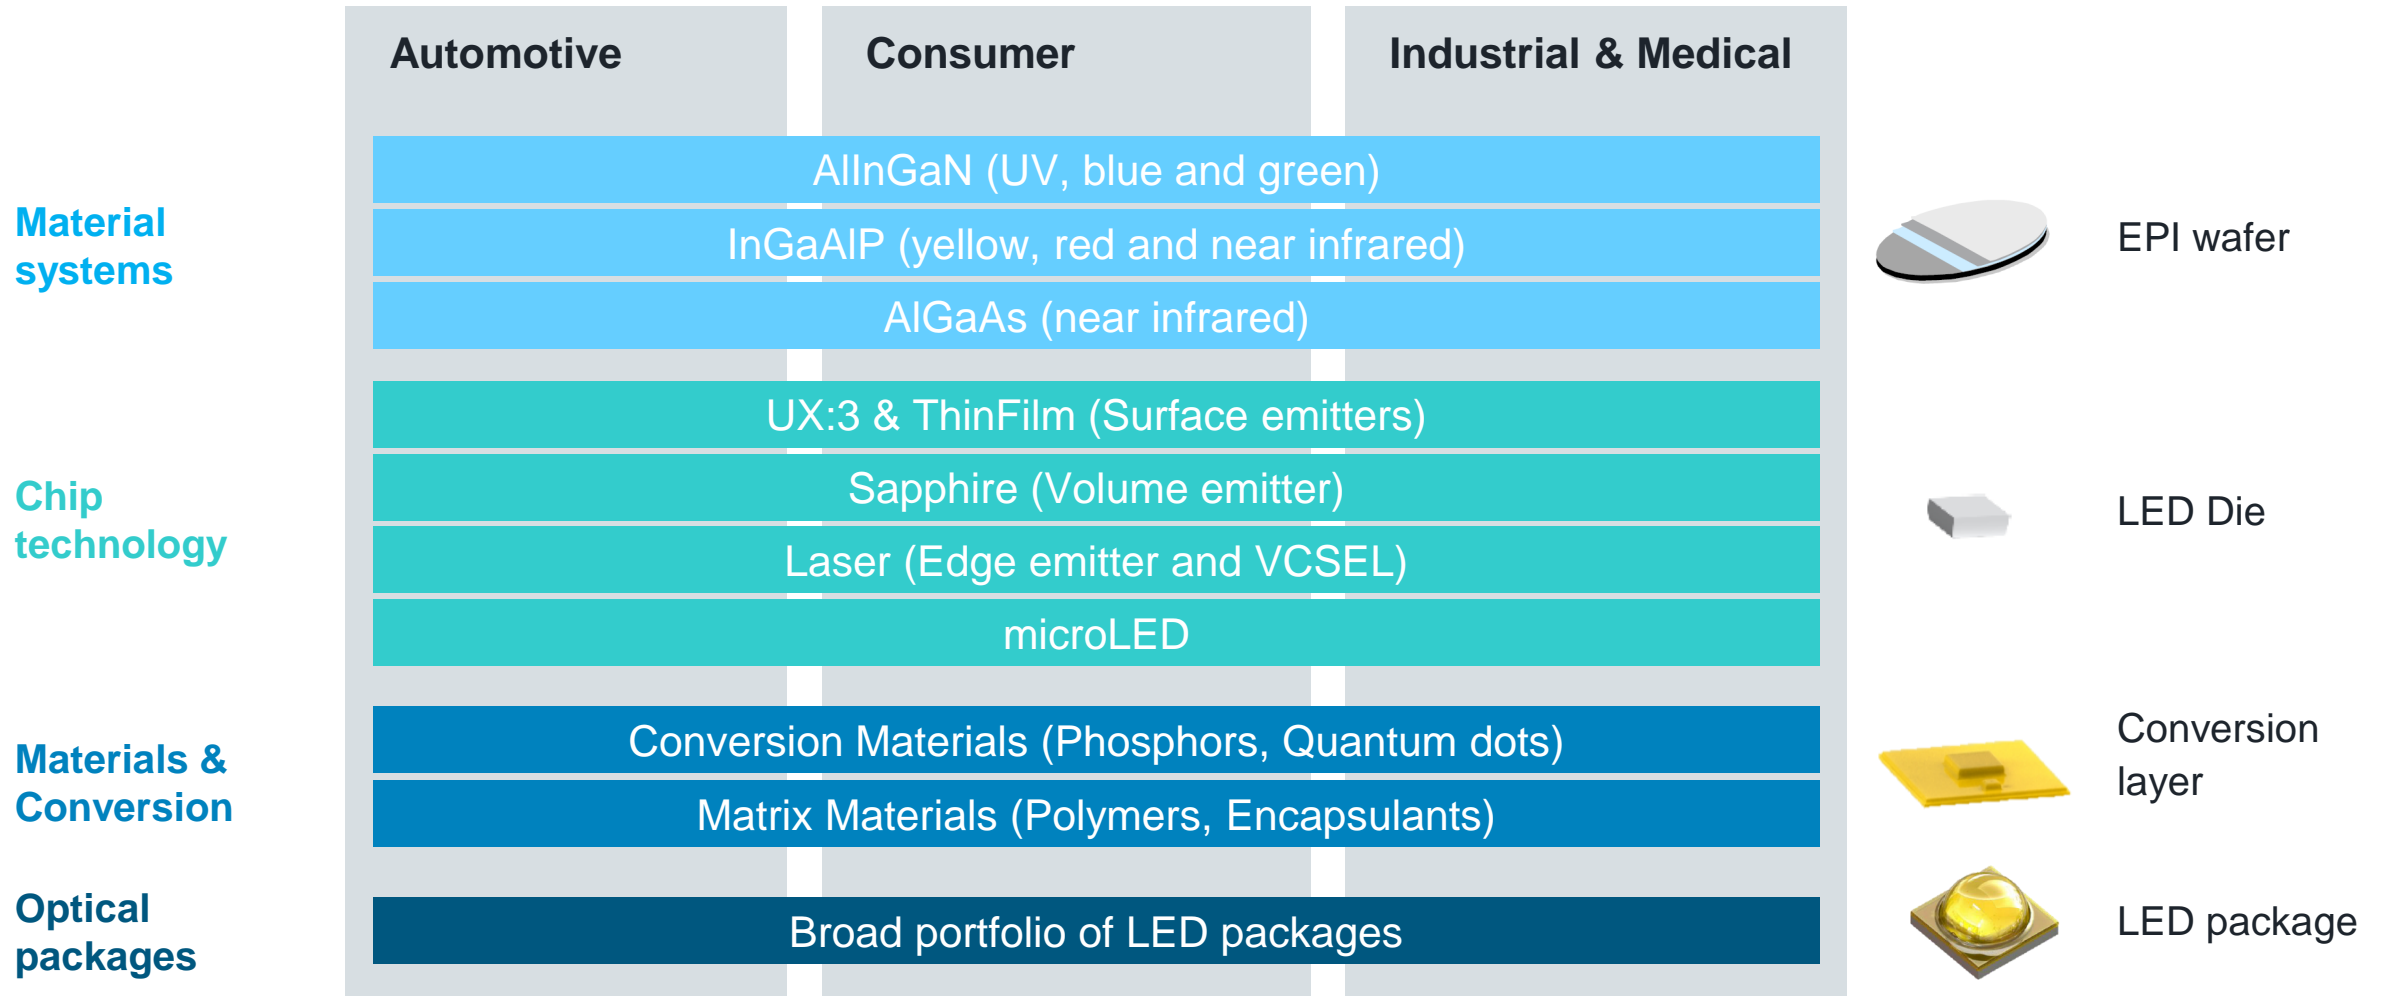 Automotive
Consumer
Industrial & Medical
Material
systems
AlInGaN (UV, blue and green)
InGaAlP (yellow, red and near infrared)
AlGaAs (near infrared)
EPI wafer
Chip
technology
UX:3 & ThinFilm (Surface emitters)
Sapphire (Volume emitter)
Laser (Edge emitter and VCSEL)
microLED
LED Die
Materials &
Conversion
Conversion Materials (Phosphors, Quantum dots)
Matrix Materials (Polymers, Encapsulants)
Conversion
layer
Optical
packages
Broad portfolio of LED packages
LED package